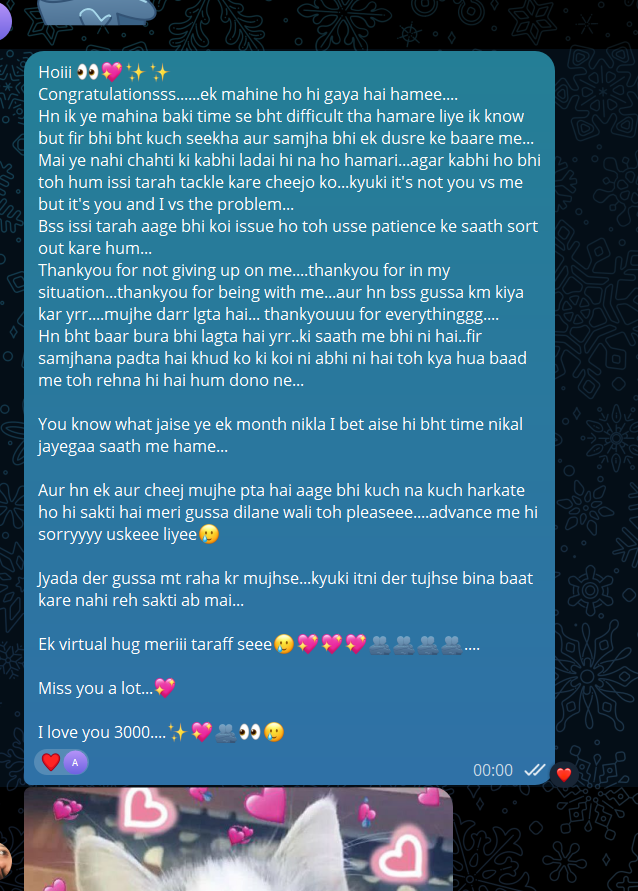 Hoiii 👀💖✨✨
Congratulationsss......ek mahine ho hi gaya hai hamee....
Hn ik ye mahina baki time se bht difficult tha hamare liye ik know
but fir bhi bht kuch seekha aur samjha bhi ek dusre ke baare me...
Mai ye nahi chahti ki kabhi ladai hi na ho hamari...agar kabhi ho bhi
toh hum issi tarah tackle kare cheejo ko...kyuki it's not you vs me
but it's you and I vs the problem...
Bss issi tarah aage bhi koi issue ho toh usse patience ke saath sort
out kare hum...
Thankyou for not giving up on me....thankyou for in my
situation...thankyou for being with me...aur hn bss gussa km kiya
kar yrr....mujhe darr lgta hai... thankyouuu for everythinggg....
Hn bht baar bura bhi lagta hai yrr..ki saath me bhi ni hai..fir
samjhana padta hai khud ko ki koi ni abhi ni hai toh kya hua baad
me toh rehna hi hai hum dono ne...
You know what jaise ye ek month nikla I bet aise hi bht time nikal
jayegaa saath me hame...
Aur hn ek aur cheej mujhe pta hai aage bhi kuch na kuch harkate
ho hi sakti hai meri gussa dilane wali toh pleaseee....advance me hi
sorryyyy uskeee liyee🥲
Jyada der gussa mt raha kr mujhse...kyuki itni der tujhse bina baat
kare nahi reh sakti ab mai...
Ek virtual hug meriii taraff seee🥲💖💖💖🫂🫂🫂🫂....
Miss you a lot...💖
I love you 3000....✨💖🫂👀🥲
A
00:00